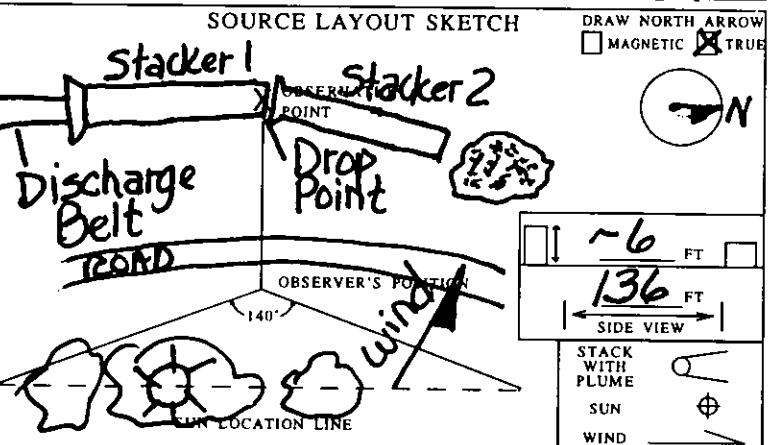 SOURCE LAYOUT SKETCH
DRAW NORTH ARROW
MAGNETIC TRUE
Stacker 1
Stacker 2
OBSERVATION
POINT
N
Discharge
Belt
Drop
Point
ROAD
~6 FT
136 FT
SIDE VIEW
OBSERVER'S POSITION
140°
wind
STACK
WITH
PLUME
SUN
WIND
SUN LOCATION LINE